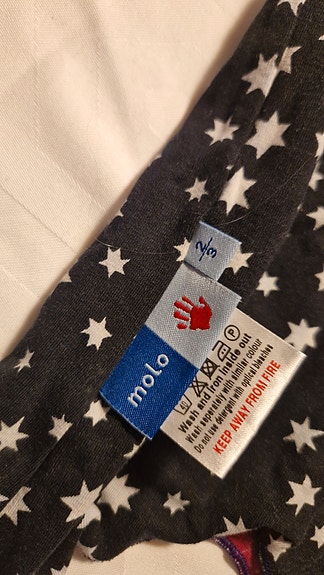 2/3
molo
P
Wash and iron inside out
Wash seperately with similar colour
Do not use detergent with optical bleaches
KEEP AWAY FROM FIRE